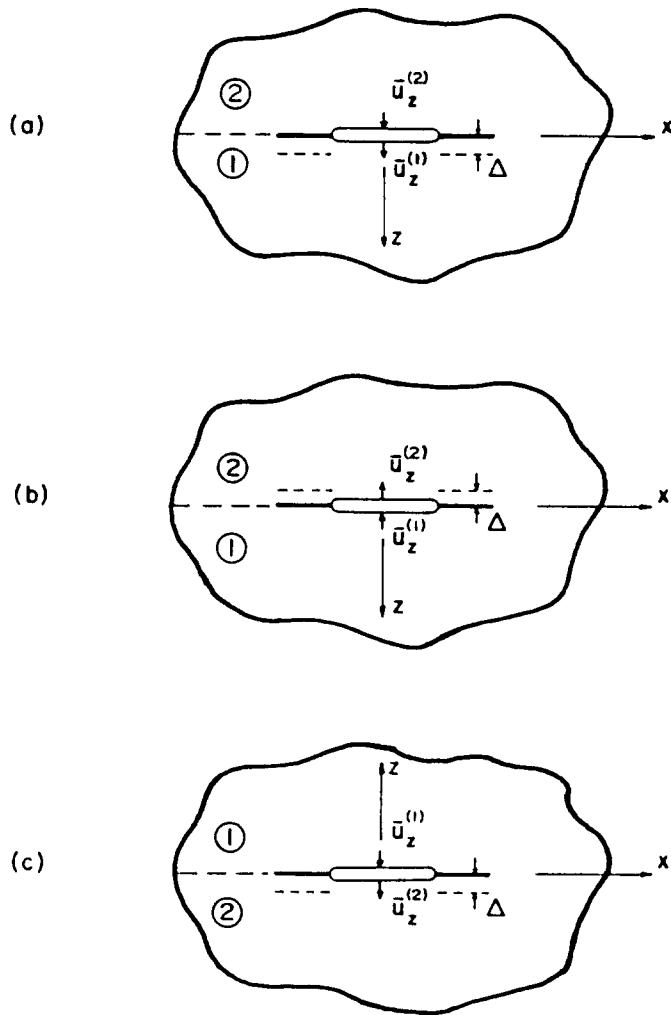 (a)
②
ū_z^(2)
x
①
ū_z^(1)
Δ
z
(b)
②
ū_z^(2)
x
①
ū_z^(1)
Δ
z
(c)
z
①
ū_z^(1)
x
②
ū_z^(2)
Δ